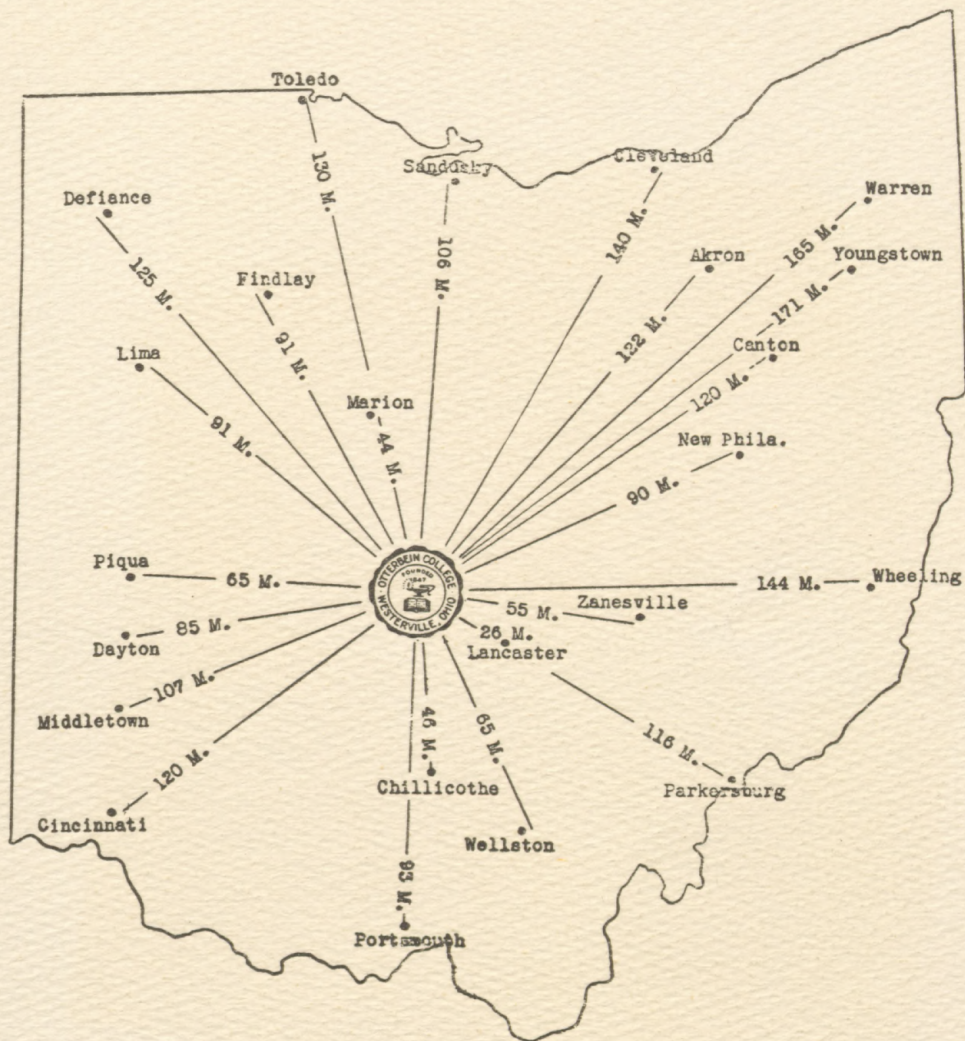 Toledo
130 M.
Sandusky
106 M.
Cleveland
140 M.
Warren
165 M.
Defiance
125 M.
Findlay
91 M.
Akron
122 M.
Youngstown
171 M.
Lima
91 M.
Canton
120 M.
Marion
44 M.
New Phila.
90 M.
OTTERBEIN COLLEGE
FOUNDED
1847
WESTERVILLE, OHIO
Piqua
65 M.
144 M.
Wheeling
Dayton
85 M.
55 M.
Zanesville
26 M.
Lancaster
Middletown
107 M.
46 M.
Chillicothe
65 M.
Wellston
116 M.
Parkersburg
Cincinnati
120 M.
93 M.
Portsmouth